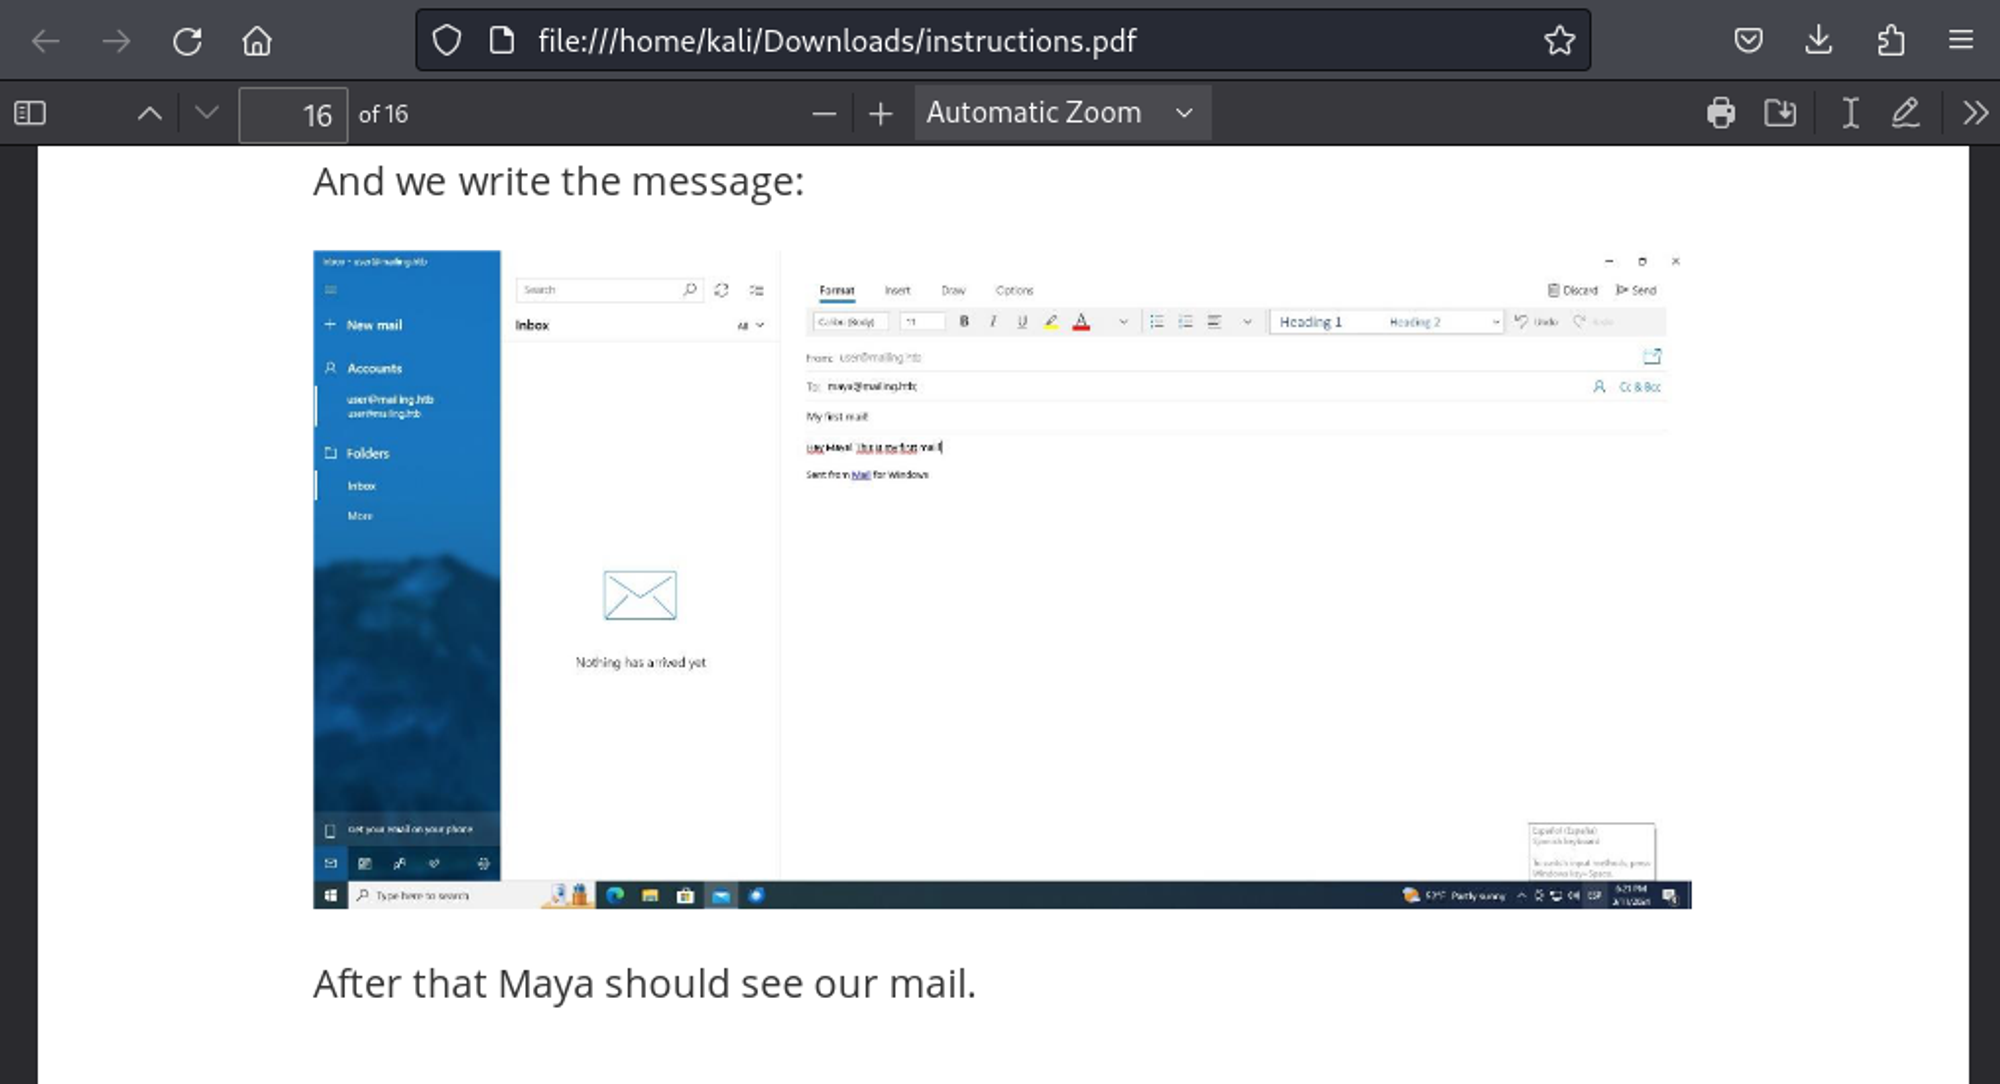 file:///home/kali/Downloads/instructions.pdf
16 of 16
Automatic Zoom
And we write the message:
Inbox - user@mailing.htb
Search
Format Insert Draw Options
Discard Send
New mail
Inbox
All
Calibri (Body) 11 B I U A Heading 1 Heading 2 Undo
From: user@mailing.htb
Accounts
To: maya@mailing.htb;
Cc & Bcc
user@mailing.htb
user@mailing.htb
My first mail!
Hey Maya! This is my first mail!
Folders
Sent from Mail for Windows
Inbox
More
Nothing has arrived yet
Get your email on your phone
Español (España)
Spanish keyboard
To switch input methods, press
Windows key+Space.
Type here to search
Partly sunny
ESP
6:21 PM
After that Maya should see our mail.